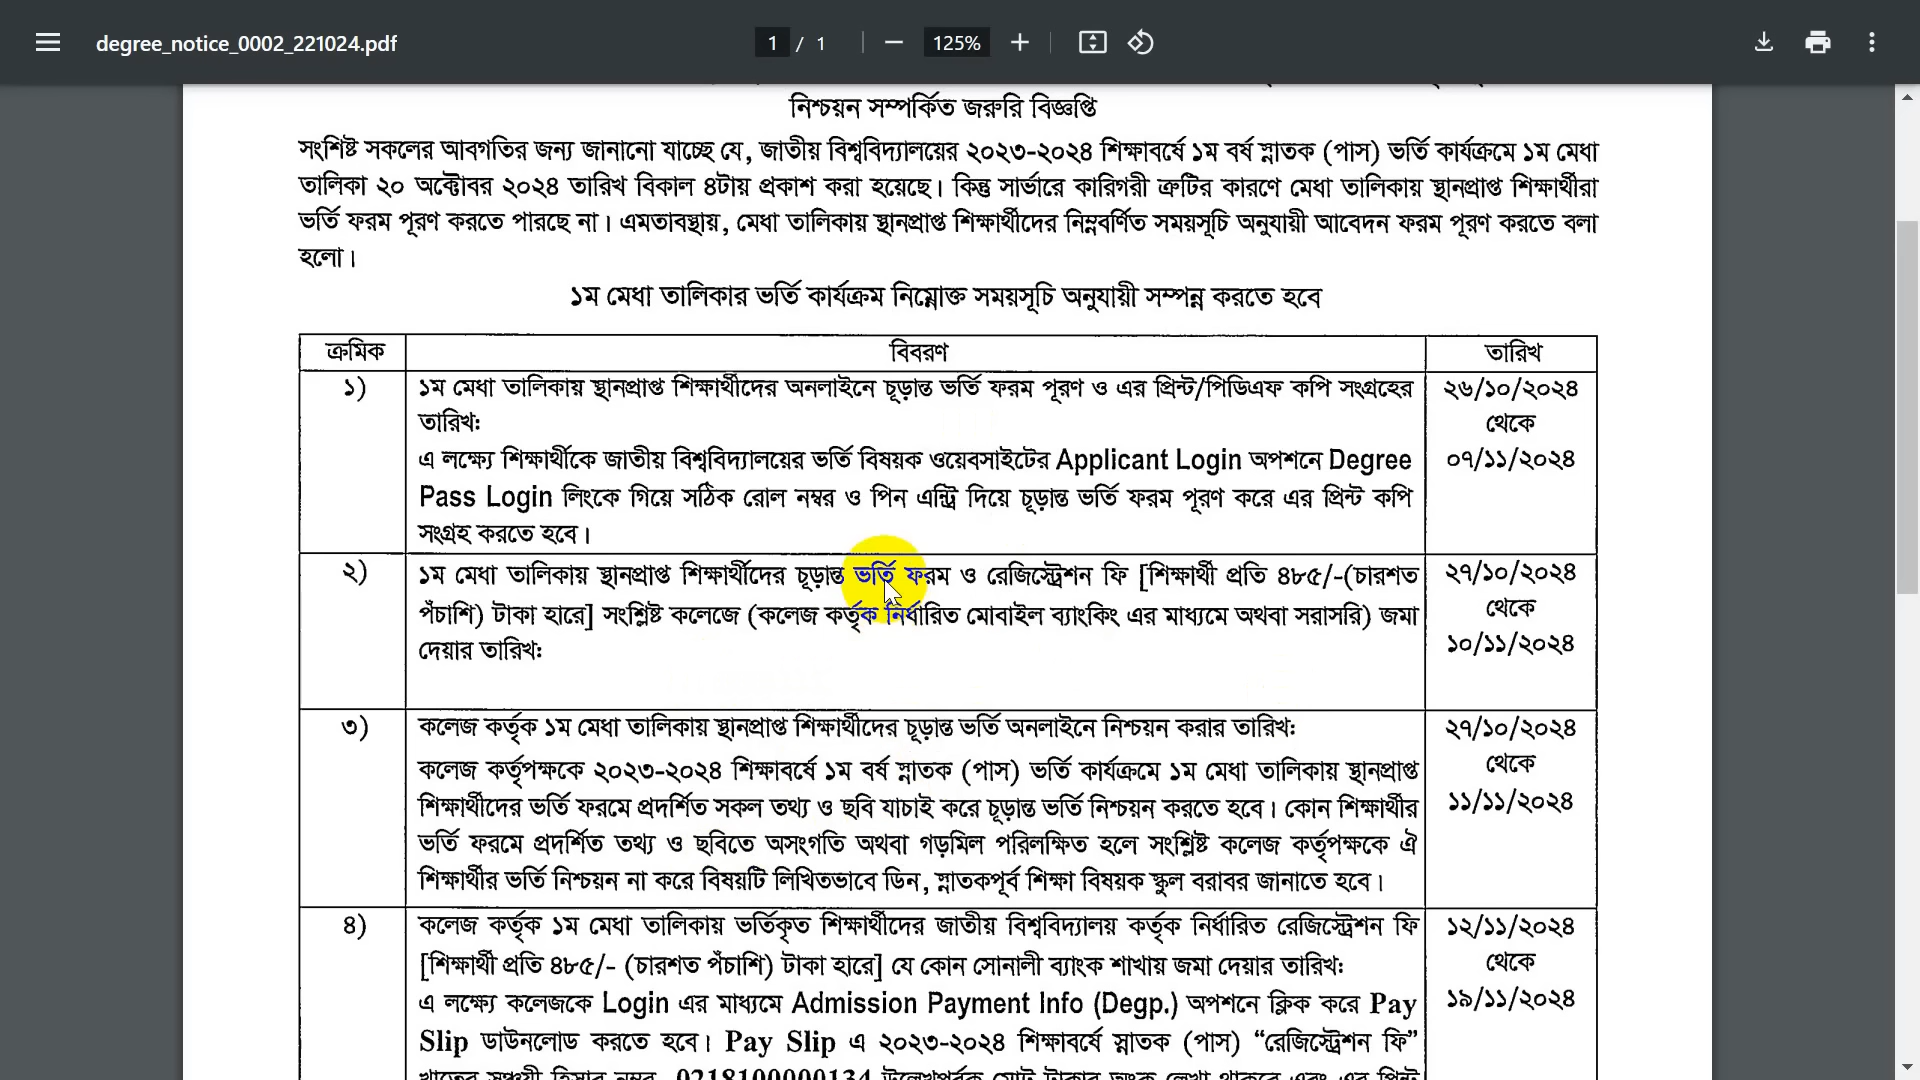 degree_notice_0002_221024.pdf
1 / 1
125%
নিশ্চয়ন সম্পর্কিত জরুরি বিজ্ঞপ্তি
সংশিষ্ট সকলের আবগতির জন্য জানানো যাচ্ছে যে, জাতীয় বিশ্ববিদ্যালয়ের ২০২৩-২০২৪ শিক্ষাবর্ষে ১ম বর্ষ স্নাতক (পাস) ভর্তি কার্যক্রমে ১ম মেধা
তালিকা ২০ অক্টোবর ২০২৪ তারিখ বিকাল ৪টায় প্রকাশ করা হয়েছে। কিন্তু সার্ভারে কারিগরী ত্রুটির কারণে মেধা তালিকায় স্থানপ্রাপ্ত শিক্ষার্থীরা
ভর্তি ফরম পূরণ করতে পারছে না। এমতাবস্থায়, মেধা তালিকায় স্থানপ্রাপ্ত শিক্ষার্থীদের নিম্নবর্ণিত সময়সূচি অনুযায়ী আবেদন ফরম পূরণ করতে বলা
হলো।
১ম মেধা তালিকার ভর্তি কার্যক্রম নিম্নোক্ত সময়সূচি অনুযায়ী সম্পন্ন করতে হবে
ক্রমিক বিবরণ তারিখ
১) ১ম মেধা তালিকায় স্থানপ্রাপ্ত শিক্ষার্থীদের অনলাইনে চূড়ান্ত ভর্তি ফরম পূরণ ও এর প্রিন্ট/পিডিএফ কপি সংগ্রহের ২৬/১০/২০২৪
তারিখঃ থেকে
এ লক্ষ্যে শিক্ষার্থীকে জাতীয় বিশ্ববিদ্যালয়ের ভর্তি বিষয়ক ওয়েবসাইটের Applicant Login অপশনে Degree ০৭/১১/২০২৪
Pass Login লিংকে গিয়ে সঠিক রোল নম্বর ও পিন এন্ট্রি দিয়ে চূড়ান্ত ভর্তি ফরম পূরণ করে এর প্রিন্ট কপি
সংগ্রহ করতে হবে।
২) ১ম মেধা তালিকায় স্থানপ্রাপ্ত শিক্ষার্থীদের চূড়ান্ত ভর্তি ফরম ও রেজিস্ট্রেশন ফি [শিক্ষার্থী প্রতি ৪৮৫/-(চারশত ২৭/১০/২০২৪
পঁচাশি) টাকা হারে] সংশ্লিষ্ট কলেজে (কলেজ কর্তৃক নির্ধারিত মোবাইল ব্যাংকিং এর মাধ্যমে অথবা সরাসরি) জমা থেকে
দেয়ার তারিখঃ ১০/১১/২০২৪
৩) কলেজ কর্তৃক ১ম মেধা তালিকায় স্থানপ্রাপ্ত শিক্ষার্থীদের চূড়ান্ত ভর্তি অনলাইনে নিশ্চয়ন করার তারিখঃ ২৭/১০/২০২৪
কলেজ কর্তৃপক্ষকে ২০২৩-২০২৪ শিক্ষাবর্ষে ১ম বর্ষ স্নাতক (পাস) ভর্তি কার্যক্রমে ১ম মেধা তালিকায় স্থানপ্রাপ্ত থেকে
শিক্ষার্থীদের ভর্তি ফরমে প্রদর্শিত সকল তথ্য ও ছবি যাচাই করে চূড়ান্ত ভর্তি নিশ্চয়ন করতে হবে। কোন শিক্ষার্থীর ১১/১১/২০২৪
ভর্তি ফরমে প্রদর্শিত তথ্য ও ছবিতে অসংগতি অথবা গড়মিল পরিলক্ষিত হলে সংশ্লিষ্ট কলেজ কর্তৃপক্ষকে ঐ
শিক্ষার্থীর ভর্তি নিশ্চয়ন না করে বিষয়টি লিখিতভাবে ডিন, স্নাতকপূর্ব শিক্ষা বিষয়ক স্কুল বরাবর জানাতে হবে।
৪) কলেজ কর্তৃক ১ম মেধা তালিকায় ভর্তিকৃত শিক্ষার্থীদের জাতীয় বিশ্ববিদ্যালয় কর্তৃক নির্ধারিত রেজিস্ট্রেশন ফি ১২/১১/২০২৪
[শিক্ষার্থী প্রতি ৪৮৫/- (চারশত পঁচাশি) টাকা হারে] যে কোন সোনালী ব্যাংক শাখায় জমা দেয়ার তারিখঃ থেকে
এ লক্ষ্যে কলেজকে Login এর মাধ্যমে Admission Payment Info (Degp.) অপশনে ক্লিক করে Pay ১৯/১১/২০২৪
Slip ডাউনলোড করতে হবে। Pay Slip এ ২০২৩-২০২৪ শিক্ষাবর্ষে স্নাতক (পাস) “রেজিস্ট্রেশন ফি”
খাতের সঞ্চয়ী হিসাব নম্বর 0218100000134 উল্লেখপূর্বক মোট টাকার অংক লেখা থাকবে এবং এর প্রিন্ট